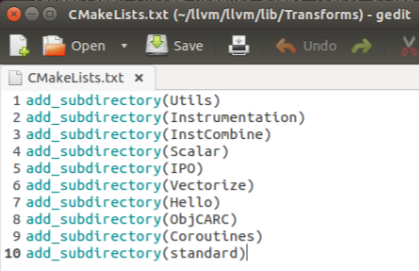 CMakeLists.txt (~/llvm/llvm/lib/Transforms) - gedit
Open Save Undo
CMakeLists.txt ×
1 add_subdirectory(Utils)
2 add_subdirectory(Instrumentation)
3 add_subdirectory(InstCombine)
4 add_subdirectory(Scalar)
5 add_subdirectory(IPO)
6 add_subdirectory(Vectorize)
7 add_subdirectory(Hello)
8 add_subdirectory(ObjCARC)
9 add_subdirectory(Coroutines)
10 add_subdirectory(standard)